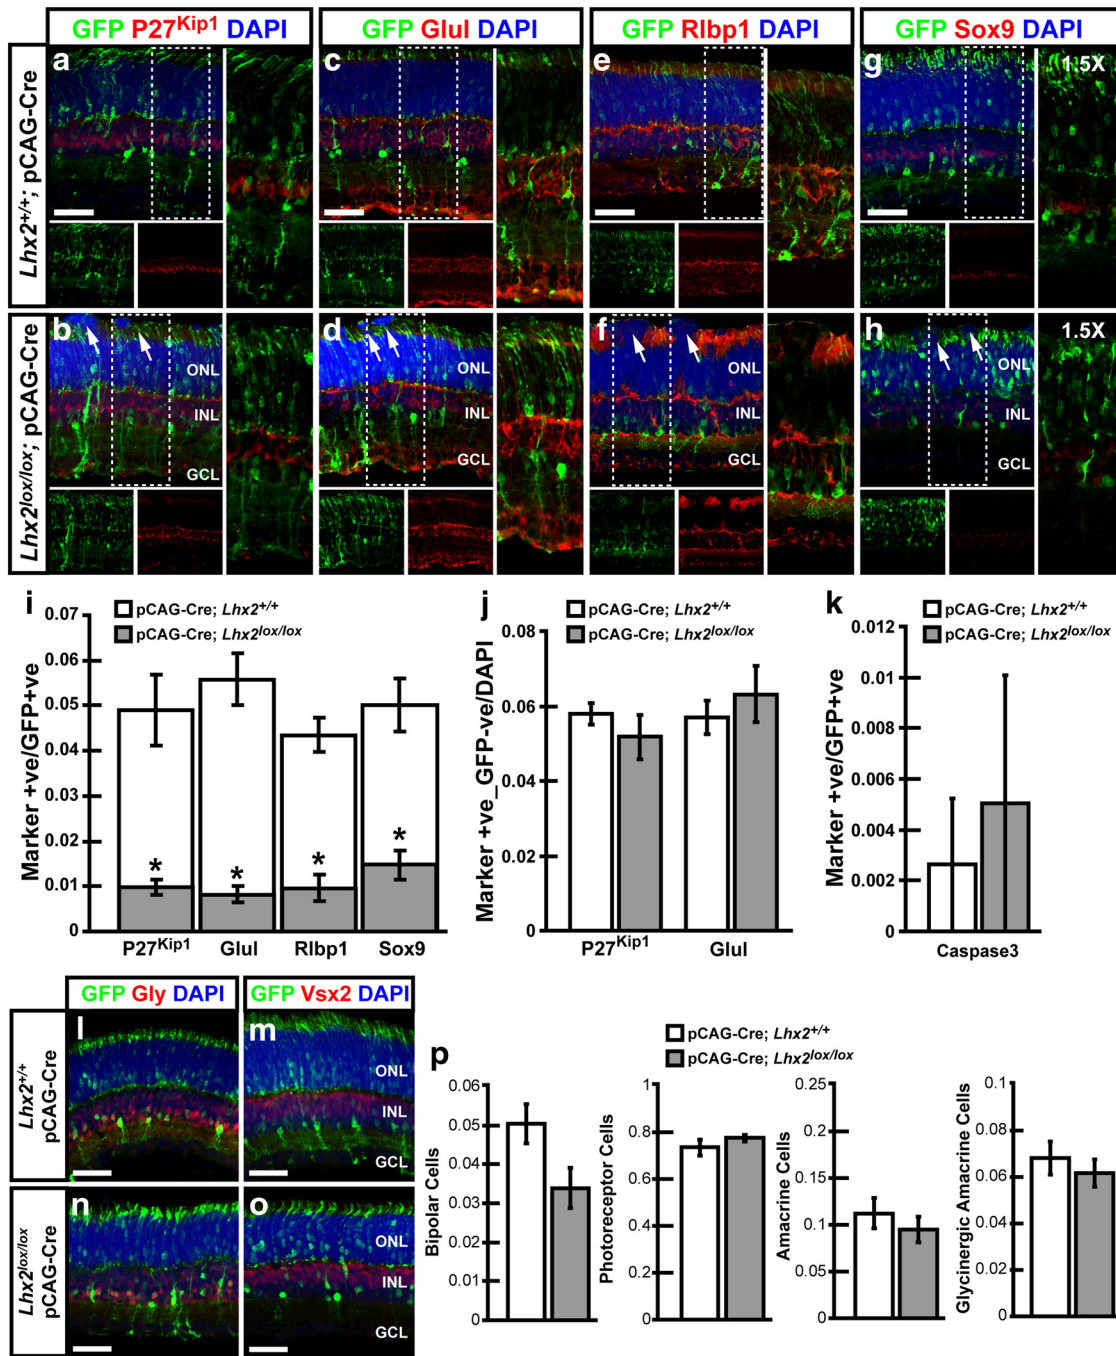 GFP P27Kip1 DAPI
GFP Glul DAPI
GFP Rlbp1 DAPI
GFP Sox9 DAPI
Lhx2+/+; pCAG-Cre
a
c
e
g
1.5X
Lhx2lox/lox; pCAG-Cre
b
ONL
INL
GCL
d
ONL
INL
GCL
f
ONL
INL
GCL
h
ONL
INL
GCL
1.5X
i
pCAG-Cre; Lhx2+/+
pCAG-Cre; Lhx2lox/lox
Marker +ve/GFP+ve
0.07
0.06
0.05
0.04
0.03
0.02
0.01
0
* * * *
P27Kip1 Glul Rlbp1 Sox9
j
pCAG-Cre; Lhx2+/+
pCAG-Cre; Lhx2lox/lox
Marker +ve_GFP-ve/DAPI
0.08
0.06
0.04
0.02
0
P27Kip1 Glul
k
pCAG-Cre; Lhx2+/+
pCAG-Cre; Lhx2lox/lox
Marker +ve/GFP+ve
0.012
0.01
0.008
0.006
0.004
0.002
0
Caspase3
GFP Gly DAPI
GFP Vsx2 DAPI
Lhx2+/+
pCAG-Cre
l
m
ONL
INL
GCL
Lhx2lox/lox
pCAG-Cre
n
ONL
INL
GCL
o
ONL
INL
GCL
p
pCAG-Cre; Lhx2+/+
pCAG-Cre; Lhx2lox/lox
Bipolar Cells
0.06
0.05
0.04
0.03
0.02
0.01
0
Photoreceptor Cells
1
0.8
0.6
0.4
0.2
0
Amacrine Cells
0.25
0.2
0.15
0.1
0.05
0
Glycinergic Amacrine Cells
0.1
0.08
0.06
0.04
0.02
0